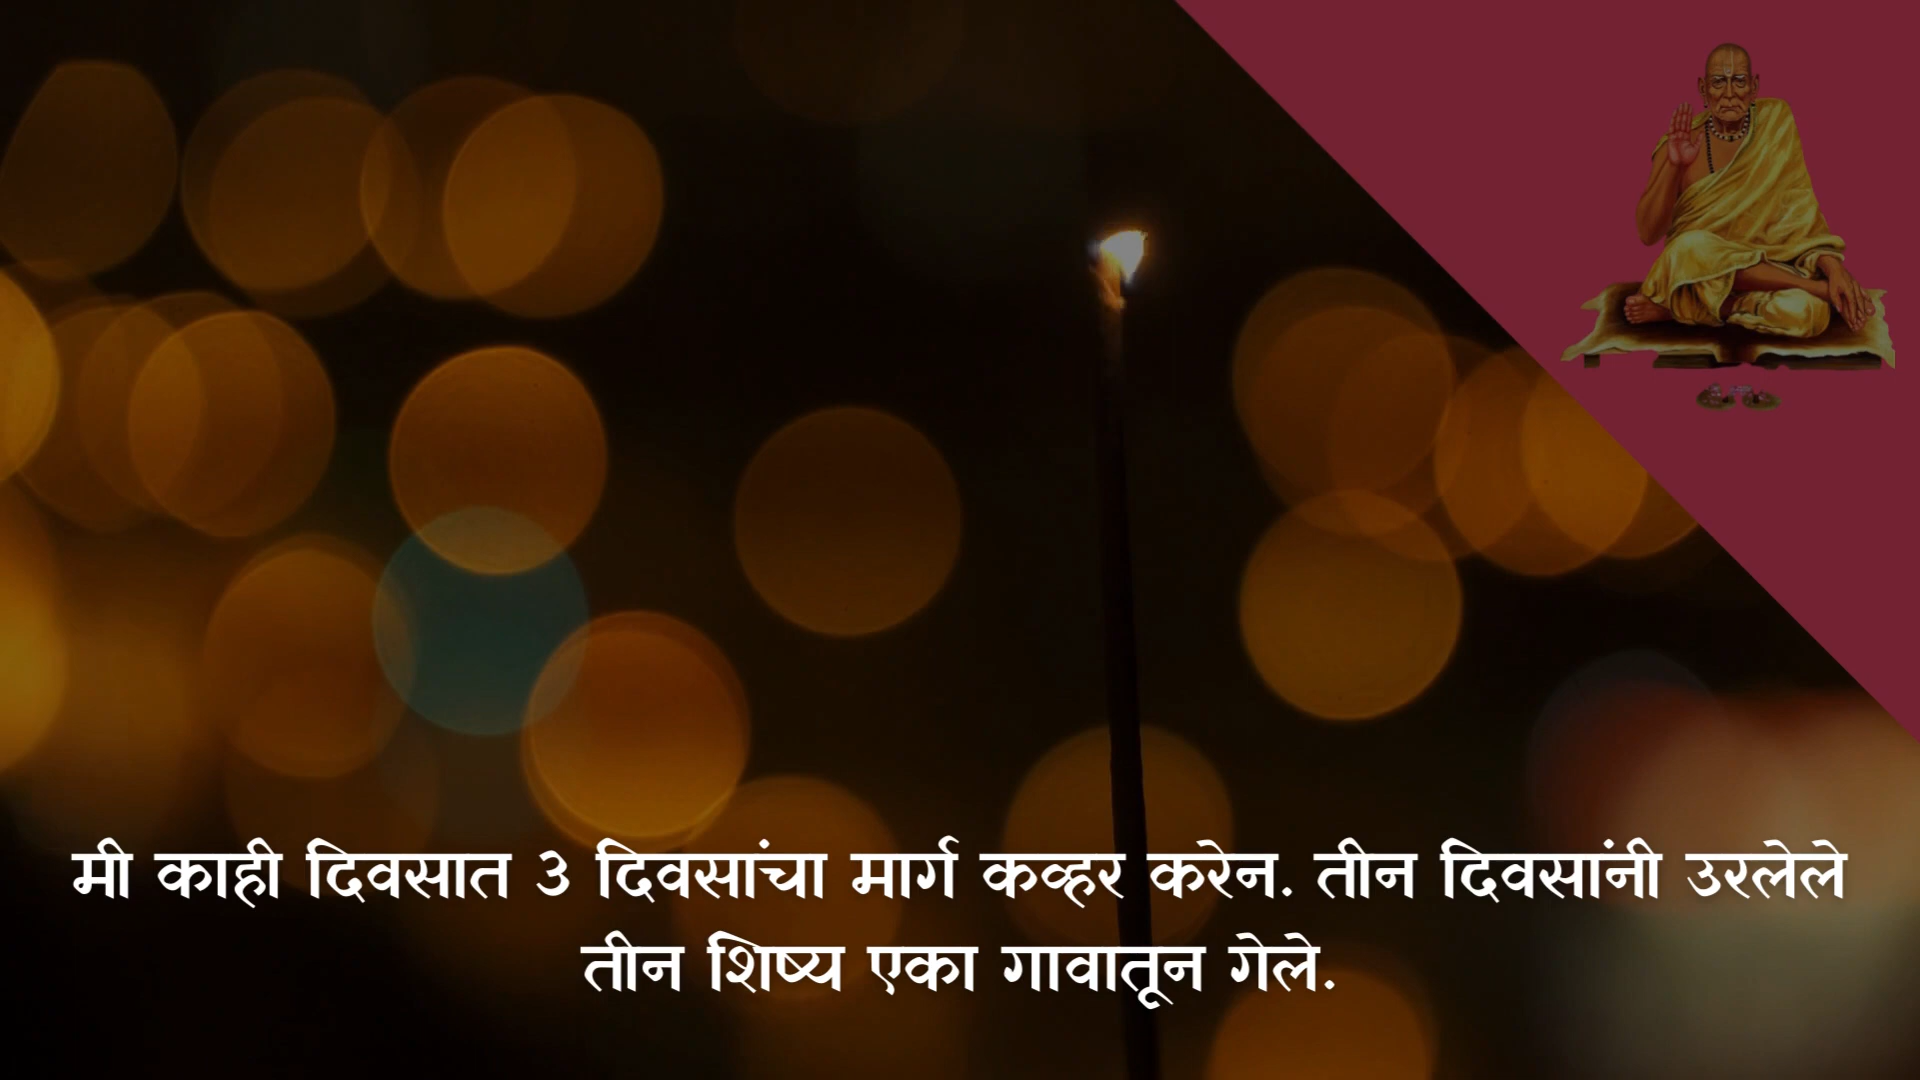 मी काही दिवसात ३ दिवसांचा मार्ग कव्हर करेन. तीन दिवसांनी उरलेले
तीन शिष्य एका गावातून गेले.